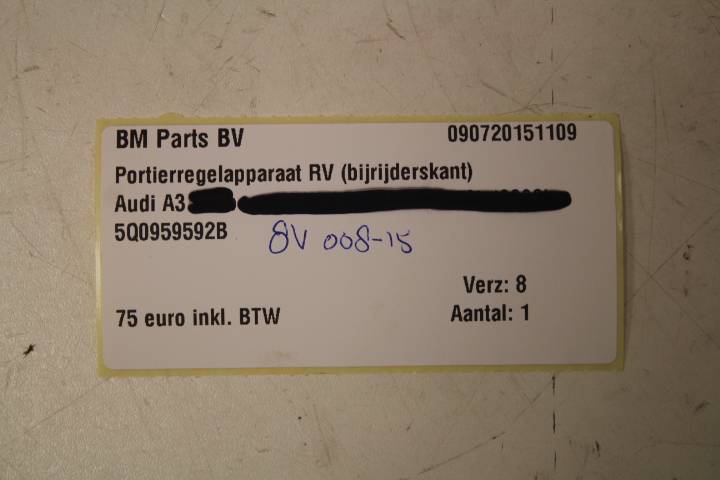 BM Parts BV 090720151109
Portierregelapparaat RV (bijrijderskant)
Audi A3
5Q0959592B 8V 008-15
Verz: 8
75 euro inkl. BTW Aantal: 1